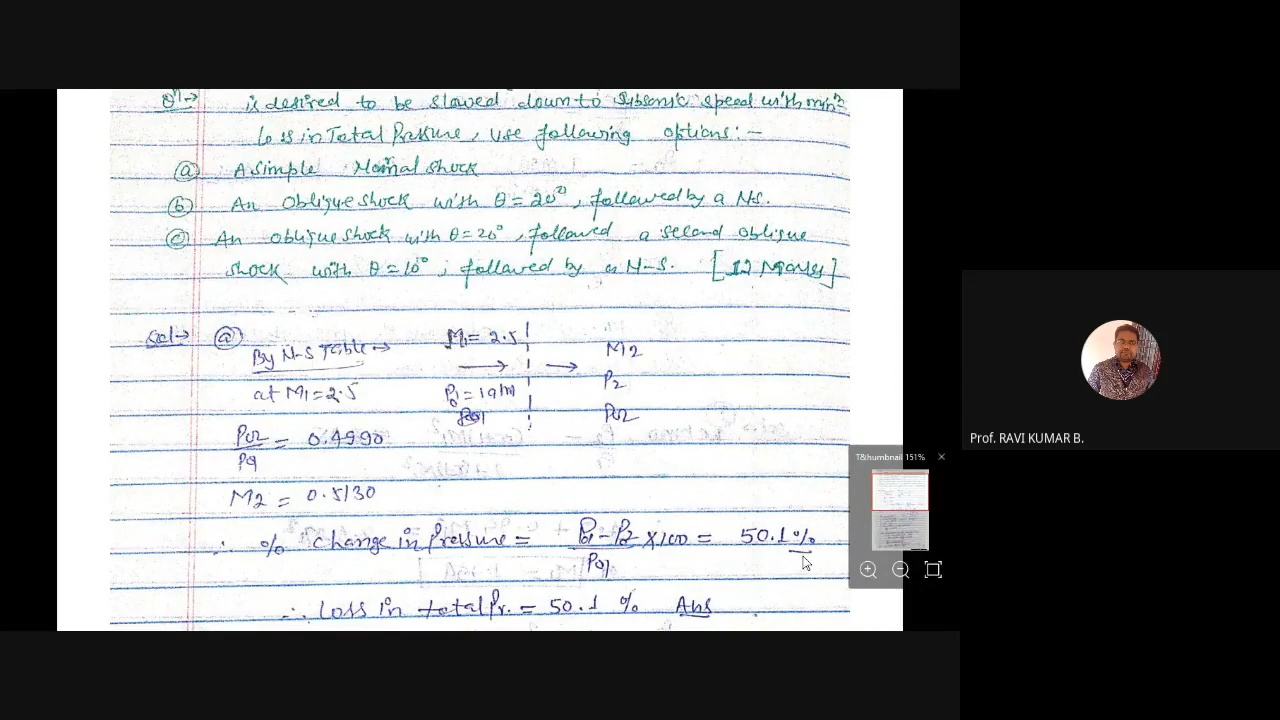 is desired to be slowed down to subsonic speed with min^m
loss in Total Pressure, use following options:-
(a) A simple Normal shock
(b) An oblique shock with θ = 20°, followed by a N.S.
(c) An oblique shock with θ = 20°, followed a second oblique
shock with θ = 10°, followed by a N-S. [12 Marks]
Sol → (a)
By N-S Table →
at M1 = 2.5
M1 = 2.5
M2
P2
P02
P02/P01 = 0.4990
M2 = 0.5130
∴ % Change in Pressure = /P01 ×100 = 50.1%
∴ loss in total Pr. = 50.1 % Ans
Prof. RAVI KUMAR B.
T&humbnail 151%